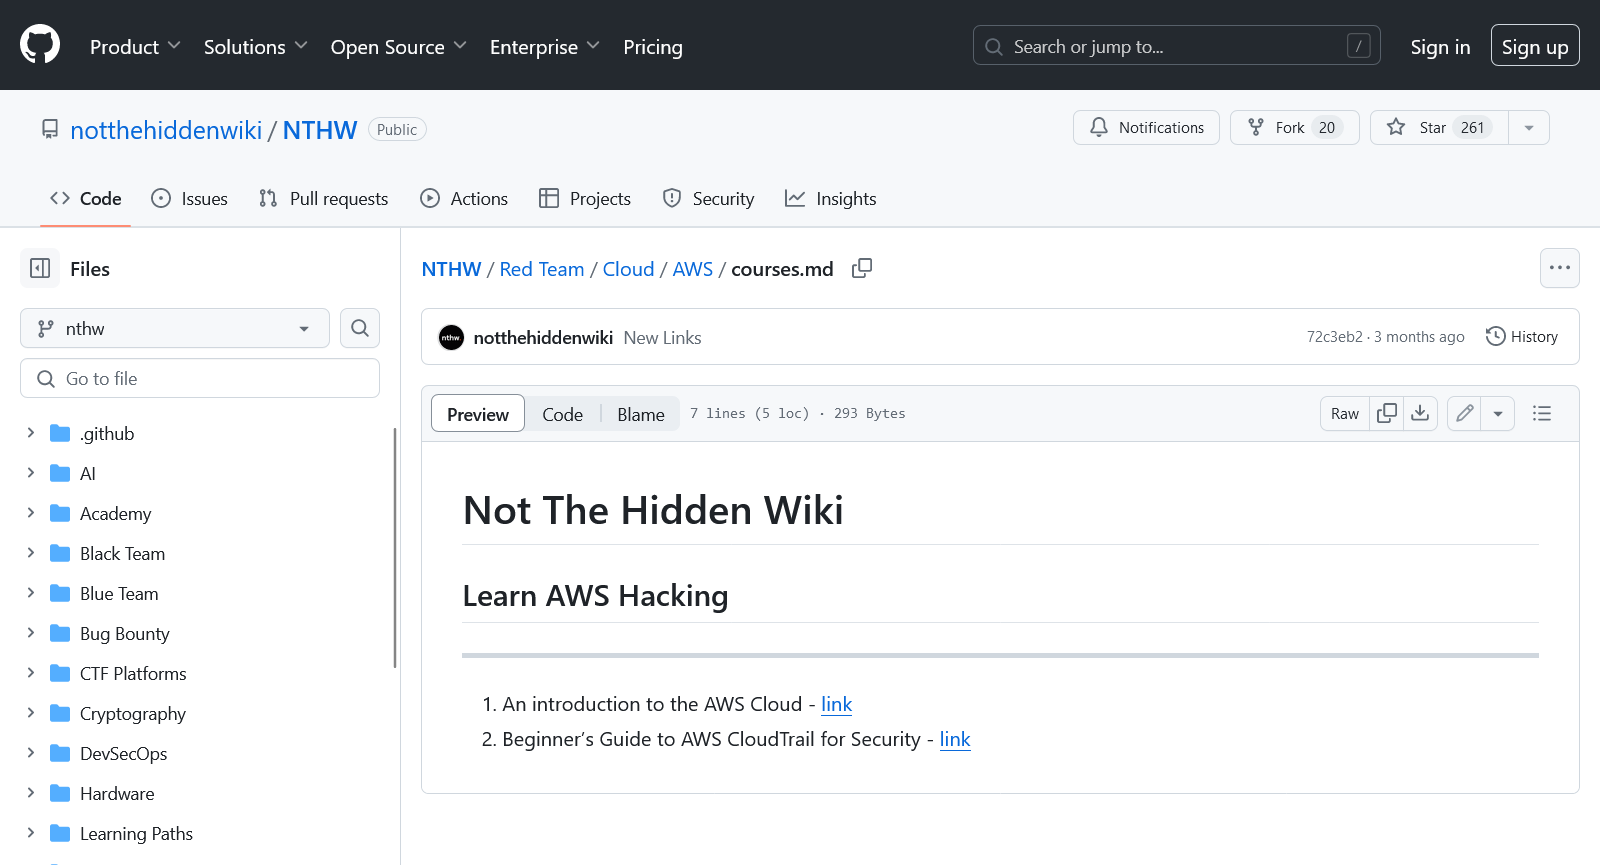 Product Solutions Open Source Enterprise Pricing Search or jump to... / Sign in Sign up
notthehiddenwiki / NTHW Public Notifications Fork 20 Star 261
Code Issues Pull requests Actions Projects Security Insights
Files
nthw
Go to file
.github
AI
Academy
Black Team
Blue Team
Bug Bounty
CTF Platforms
Cryptography
DevSecOps
Hardware
Learning Paths
NTHW / Red Team / Cloud / AWS / courses.md
nthw notthehiddenwiki New Links 72c3eb2 · 3 months ago History
Preview Code Blame 7 lines (5 loc) · 293 Bytes Raw
Not The Hidden Wiki
Learn AWS Hacking
1. An introduction to the AWS Cloud - link
2. Beginner’s Guide to AWS CloudTrail for Security - link